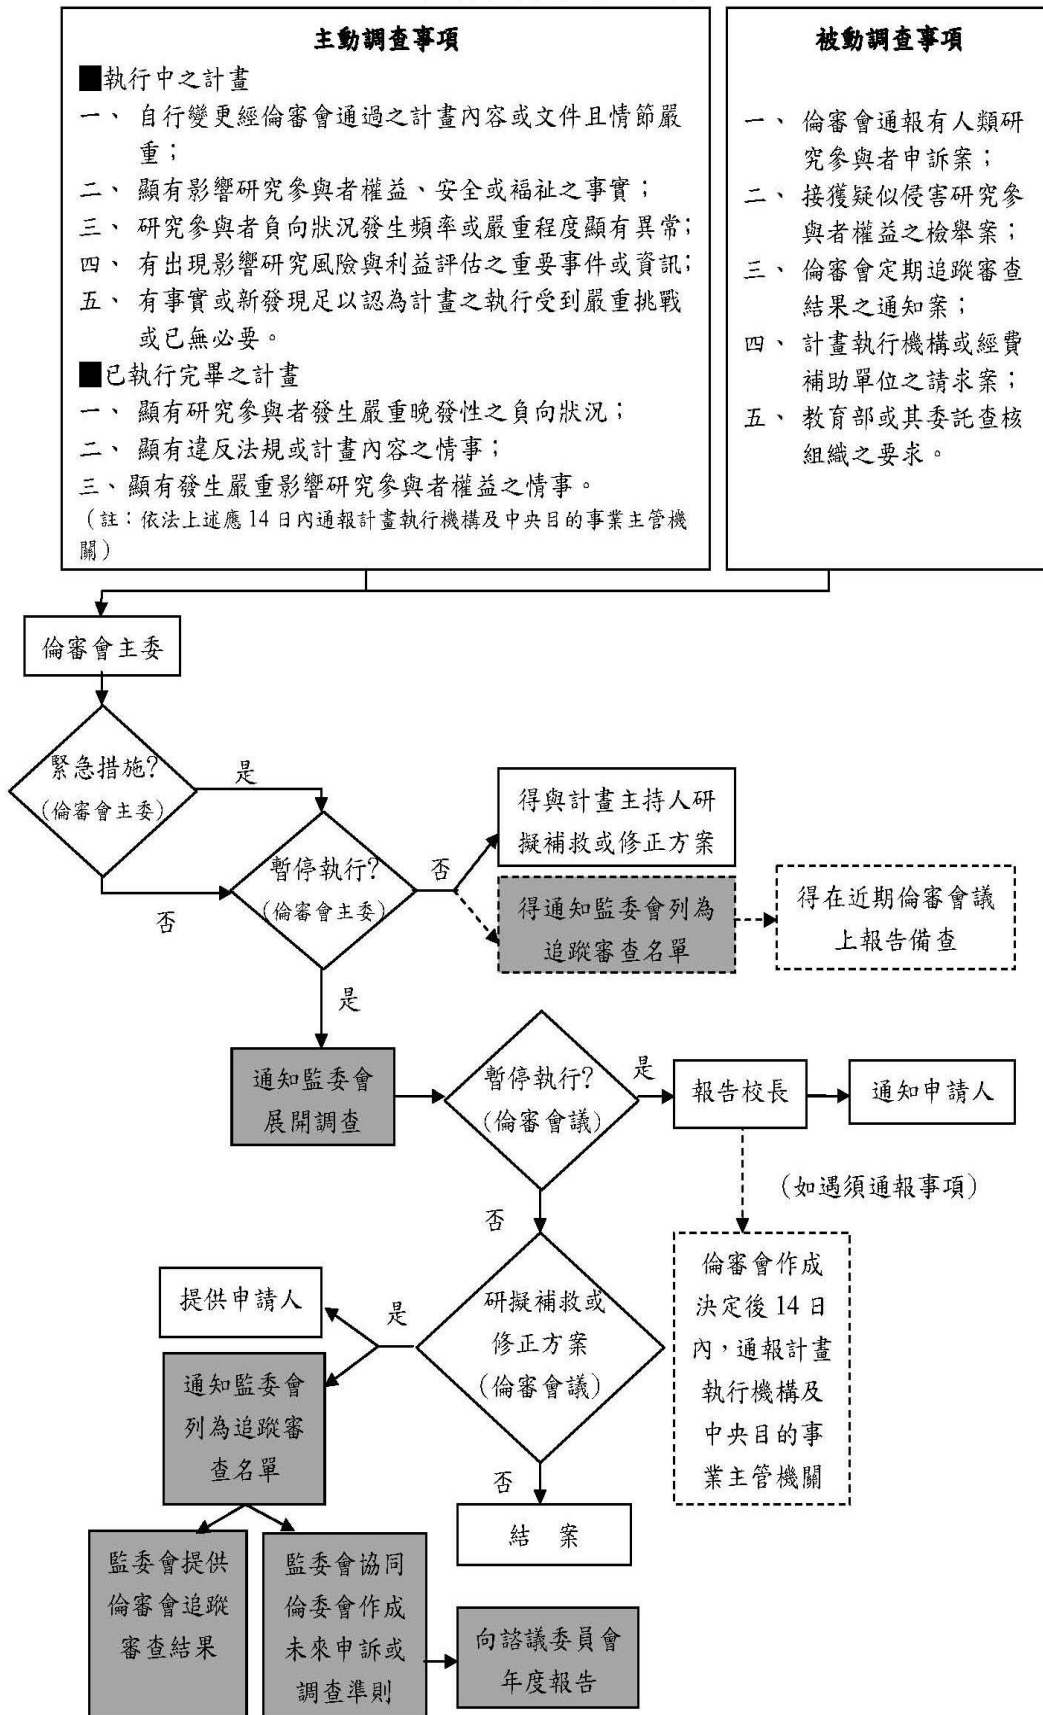 主動調查事項
■執行中之計畫
一、 自行變更經倫審會通過之計畫內容或文件且情節嚴
重；
二、 顯有影響研究參與者權益、安全或福祉之事實；
三、 研究參與者負向狀況發生頻率或嚴重程度顯有異常；
四、 有出現影響研究風險與利益評估之重要事件或資訊；
五、 有事實或新發現足以認為計畫之執行受到嚴重挑戰
或已無必要。
■已執行完畢之計畫
一、 顯有研究參與者發生嚴重晚發性之負向狀況；
二、 顯有違反法規或計畫內容之情事；
三、顯有發生嚴重影響研究參與者權益之情事。
（註：依法上述應 14 日內通報計畫執行機構及中央目的事業主管機
關）
被動調查事項
一、 倫審會通報有人類研
究參與者申訴案；
二、 接獲疑似侵害研究參
與者權益之檢舉案；
三、 倫審會定期追蹤審查
結果之通知案；
四、 計畫執行機構或經費
補助單位之請求案；
五、 教育部或其委託查核
組織之要求。
倫審會主委
緊急措施?
(倫審會主委)
是
否
暫停執行?
(倫審會主委)
否
是
得與計畫主持人研
擬補救或修正方案
得通知監委會列為
追蹤審查名單
得在近期倫審會議
上報告備查
通知監委會
展開調查
暫停執行?
(倫審會議)
是
否
報告校長
通知申請人
(如遇須通報事項)
倫審會作成
決定後 14 日
內，通報計畫
執行機構及
中央目的事
業主管機關
研擬補救或
修正方案
(倫審會議)
是
否
提供申請人
通知監委會
列為追蹤審
查名單
結 案
監委會提供
倫審會追蹤
審查結果
監委會協同
倫委會作成
未來申訴或
調查準則
向諮議委員會
年度報告